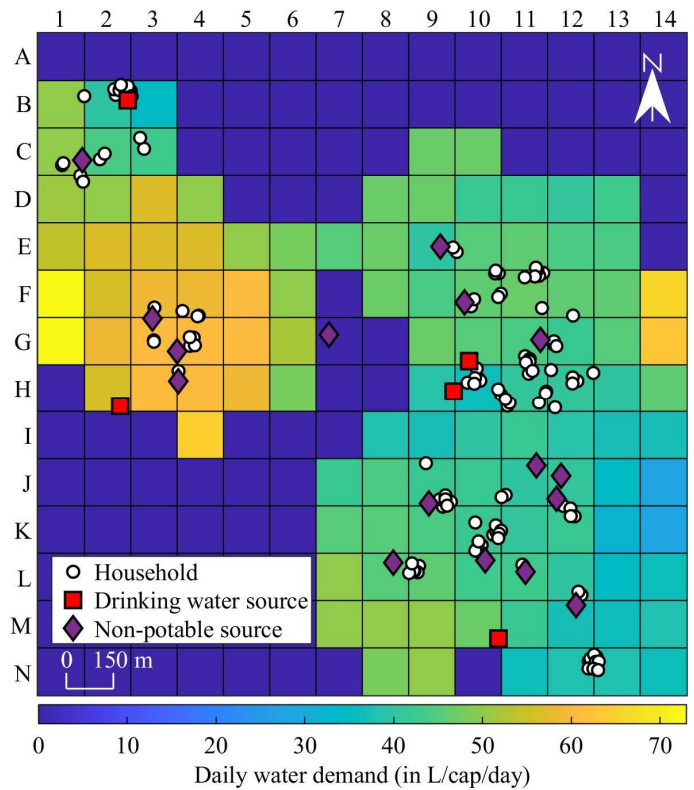 1 2 3 4 5 6 7 8 9 10 11 12 13 14
A
B
C
D
E
F
G
H
I
J
K
L
M
N
N
Household
Drinking water source
Non-potable source
0 150 m
0 10 20 30 40 50 60 70
Daily water demand (in L/cap/day)